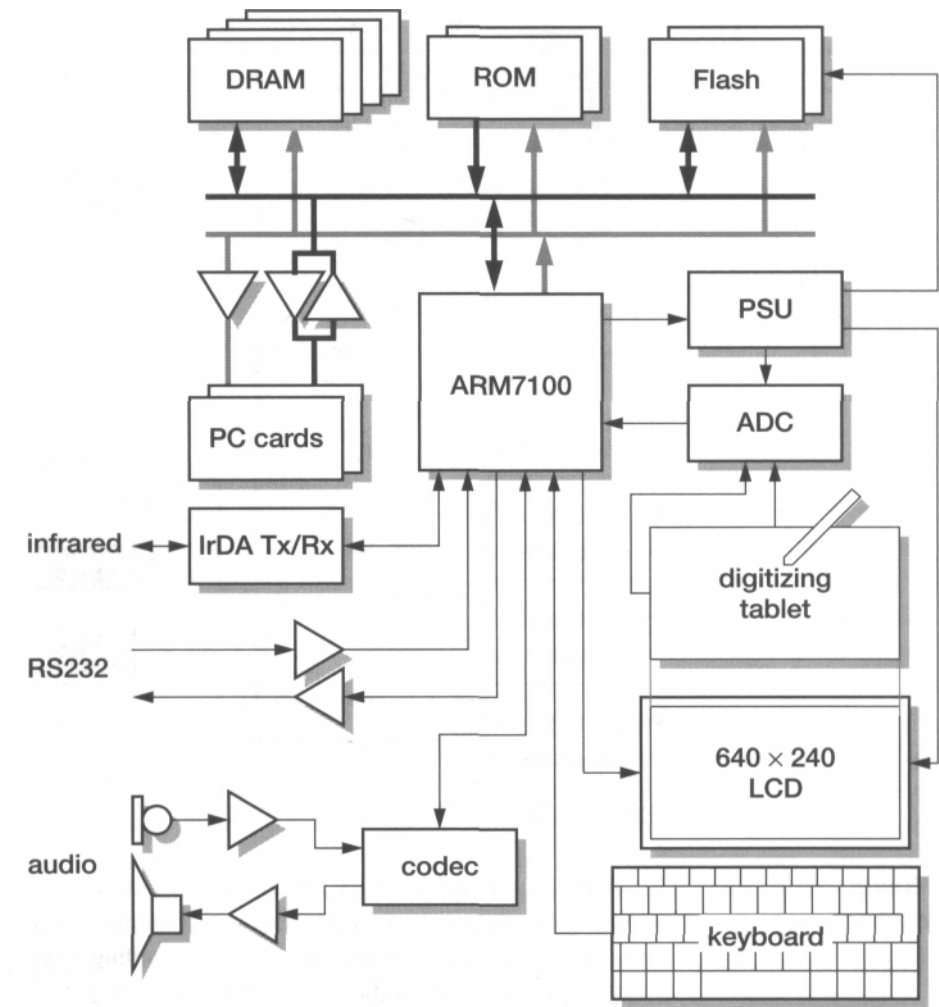 DRAM
ROM
Flash
PSU
ARM7100
ADC
PC cards
infrared
IrDA Tx/Rx
digitizing
tablet
RS232
640 × 240
LCD
audio
codec
keyboard